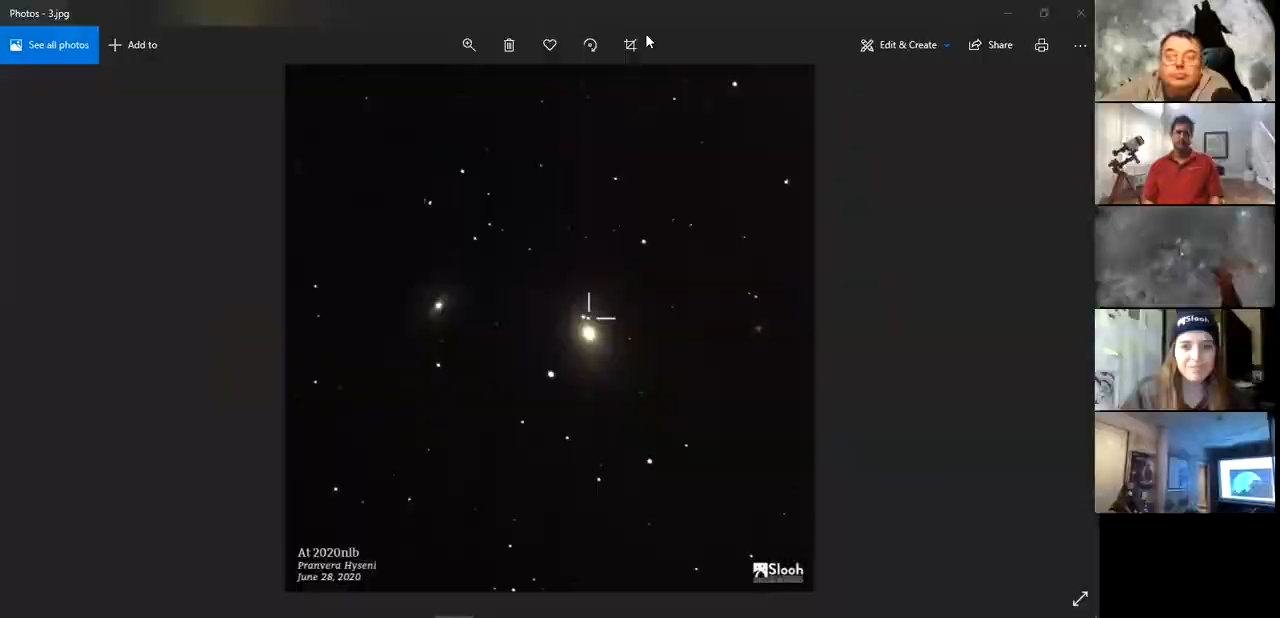 Photos - 3.jpg
See all photos
Add to
Edit & Create
Share
Slooh
At 2020nlb
Pranvera Hyseni
June 28, 2020
Slooh